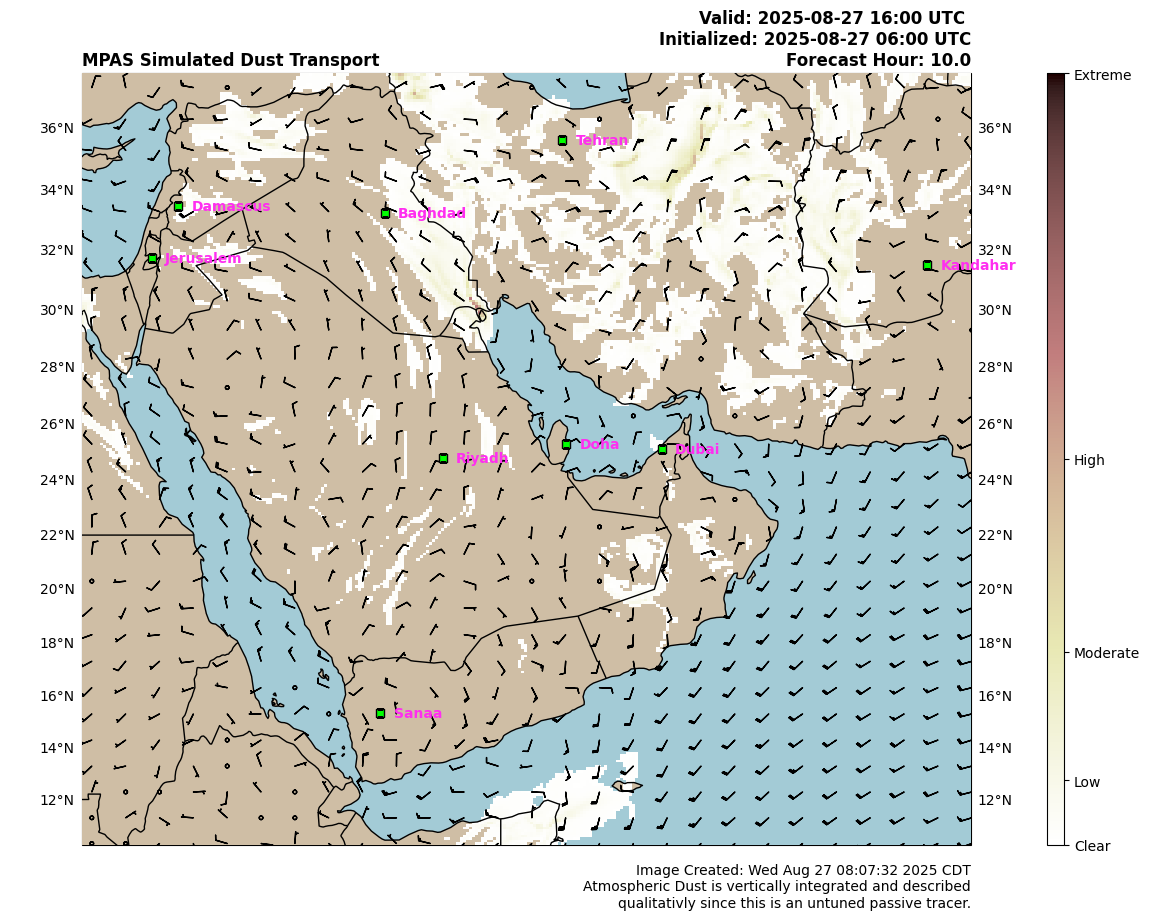 Valid: 2025-08-27 16:00 UTC
Initialized: 2025-08-27 06:00 UTC
MPAS Simulated Dust Transport
Forecast Hour: 10.0
Extreme
36°N
36°N
Tehran
34°N
34°N
Damascus
Baghdad
32°N
32°N
Jerusalem
Kandahar
30°N
30°N
28°N
28°N
26°N
26°N
Doha
Dubai
Riyadh
High
24°N
24°N
22°N
22°N
20°N
20°N
18°N
18°N
Moderate
16°N
16°N
Sanaa
14°N
14°N
Low
12°N
12°N
Clear
Image Created: Wed Aug 27 08:07:32 2025 CDT
Atmospheric Dust is vertically integrated and described
qualitativly since this is an untuned passive tracer.